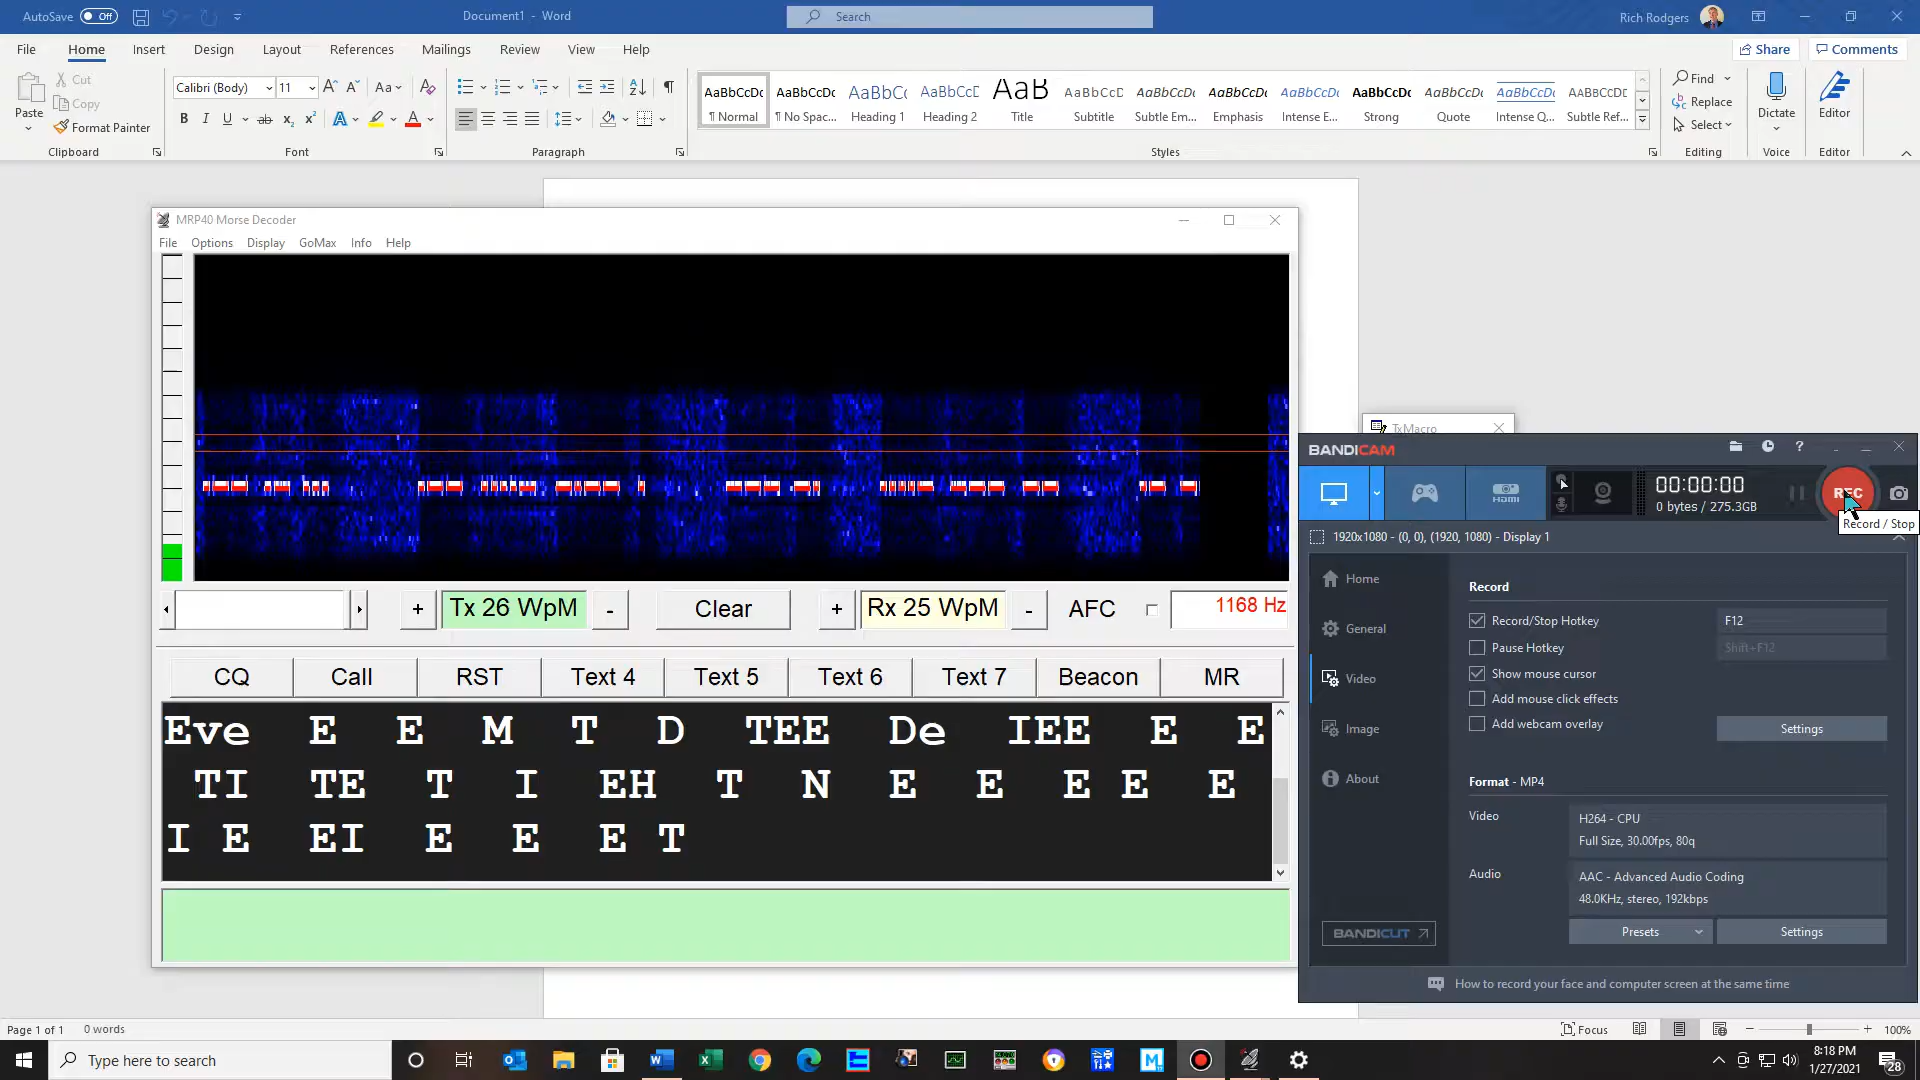 AutoSave Off Document1 - Word Search Rich Rodgers
File Home Insert Design Layout References Mailings Review View Help Share Comments
Paste Cut Copy Format Painter Clipboard
Calibri (Body) 11 Aa Font
Paragraph
AaBbCcDc AaBbCcDc AaBbCc AaBbCcD AaB AaBbCcD AaBbCcDc AaBbCcDc AaBbCcDc AaBbCcDc AaBbCcDc AaBbCcDc AABBCCDC
¶ Normal ¶ No Spac... Heading 1 Heading 2 Title Subtitle Subtle Em... Emphasis Intense E... Strong Quote Intense Q... Subtle Ref...
Styles
Find Replace Select Editing
Dictate Voice
Editor Editor
MRP40 Morse Decoder
File Options Display GoMax Info Help
+ Tx 26 WpM - Clear + Rx 25 WpM - AFC 1168 Hz
CQ Call RST Text 4 Text 5 Text 6 Text 7 Beacon MR
Eve E E M T D TEE De IEE E E
TI TE T I EH T N E E E E E
I E EI E E E T
TxMacro
BANDICAM
HDMI 00:00:00 REC
0 bytes / 275.3GB
Record / Stop
1920x1080 - (0, 0), (1920, 1080) - Display 1
Home
General
Video
Image
About
BANDICUT
Record
Record/Stop Hotkey F12
Pause Hotkey Shift+F12
Show mouse cursor
Add mouse click effects
Add webcam overlay Settings
Format - MP4
Video H264 - CPU
Full Size, 30.00fps, 80q
Audio AAC - Advanced Audio Coding
48.0KHz, stereo, 192kbps
Presets Settings
How to record your face and computer screen at the same time
Page 1 of 1 0 words Focus 100%
Type here to search
8:18 PM
1/27/2021
28